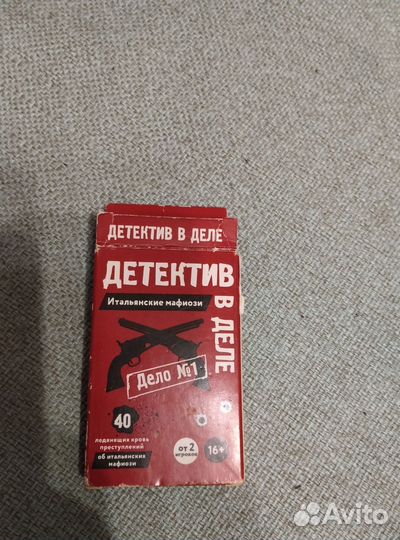 ДЕТЕКТИВ В ДЕЛЕ
ДЕТЕКТИВ
В ДЕЛЕ
Итальянские мафиози
Дело №1
40
леденящих кровь
преступлений
об итальянских
мафиози
от 2
игроков
16+
Avito